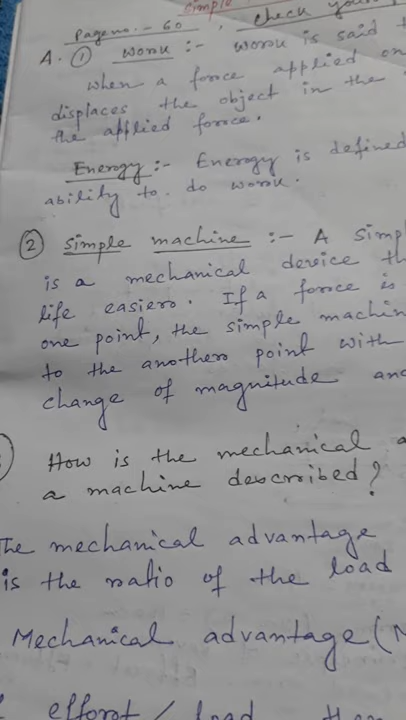 Simple
Page no. - 60, check your
A. ① Work :- work is said t
when a force applied on
displaces the object in the
the applied force.
Energy :- Energy is defined
ability to do work.
② Simple machine :- A simp
is a mechanical device th
life easier. If a force is
one point, the simple machin
to the another point with
change of magnitude and
How is the mechanical a
a machine described?
The mechanical advantage
is the ratio of the load
Mechanical advantage (M
effort / load